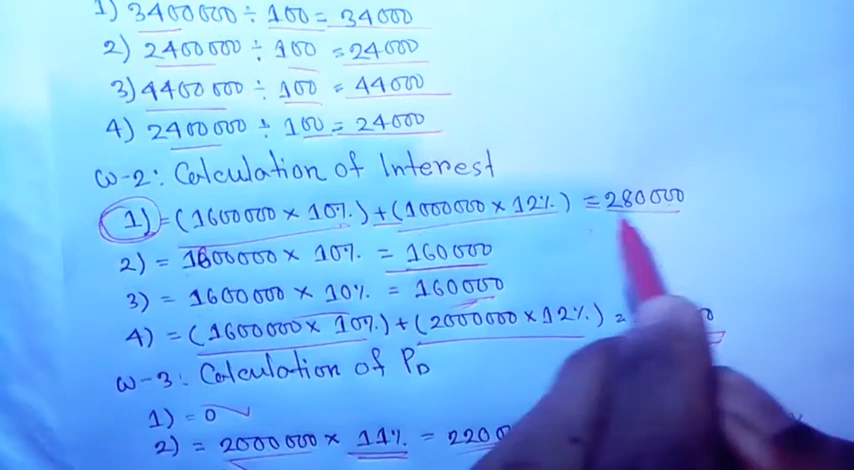 1) 3400000 ÷ 100 = 34000
2) 2400000 ÷ 100 = 24000
3) 4400000 ÷ 100 = 44000
4) 2400000 ÷ 100 = 24000
W-2: Calculation of Interest
1) = (1600000 × 10%) + (1000000 × 12%) = 280000
2) = 1600000 × 10% = 160000
3) = 1600000 × 10% = 160000
4) = (1600000 × 10%) + (2000000 × 12%) =
W-3: Calculation of PD
1) = 0
2) = 2000000 × 11% = 220